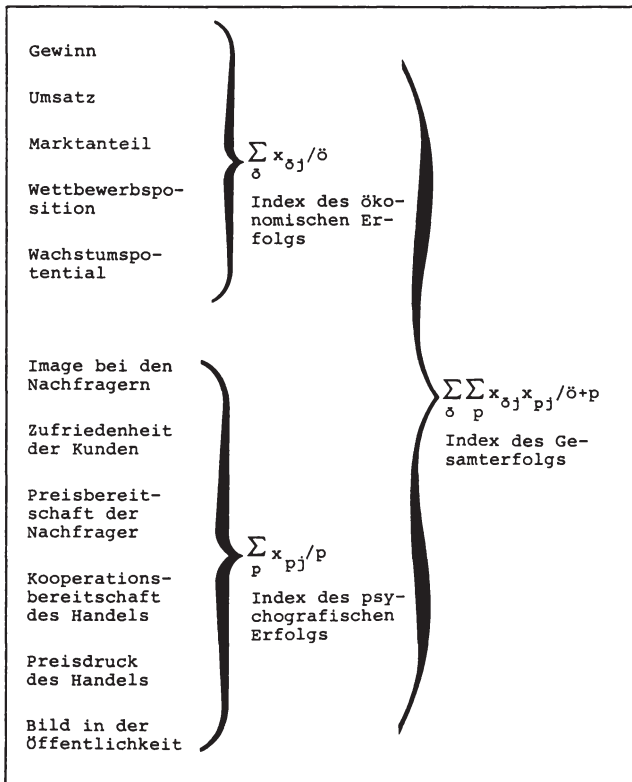 Gewinn
Umsatz
Marktanteil
Wettbewerbspo-
sition
Wachstumspo-
tential
∑ x_öj/ö
ö
Index des öko-
nomischen Er-
folgs
Image bei den
Nachfragern
Zufriedenheit
der Kunden
Preisbereit-
schaft der
Nachfrager
Kooperations-
bereitschaft
des Handels
Preisdruck
des Handels
Bild in der
Öffentlichkeit
∑ x_pj/p
p
Index des psy-
chografischen
Erfolgs
∑ ∑ x_öj x_pj/ö+p
ö p
Index des Ge-
samterfolgs